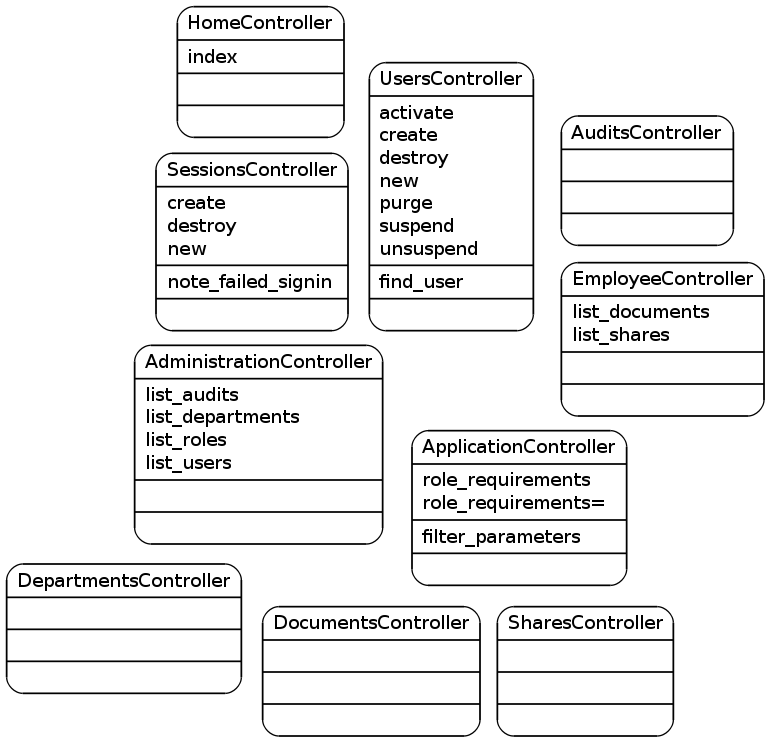 HomeController
index
UsersController
activate
create
destroy
new
purge
suspend
unsuspend
find_user
AuditsController
SessionsController
create
destroy
new
note_failed_signin
EmployeeController
list_documents
list_shares
AdministrationController
list_audits
list_departments
list_roles
list_users
ApplicationController
role_requirements
role_requirements=
filter_parameters
DepartmentsController
DocumentsController
SharesController